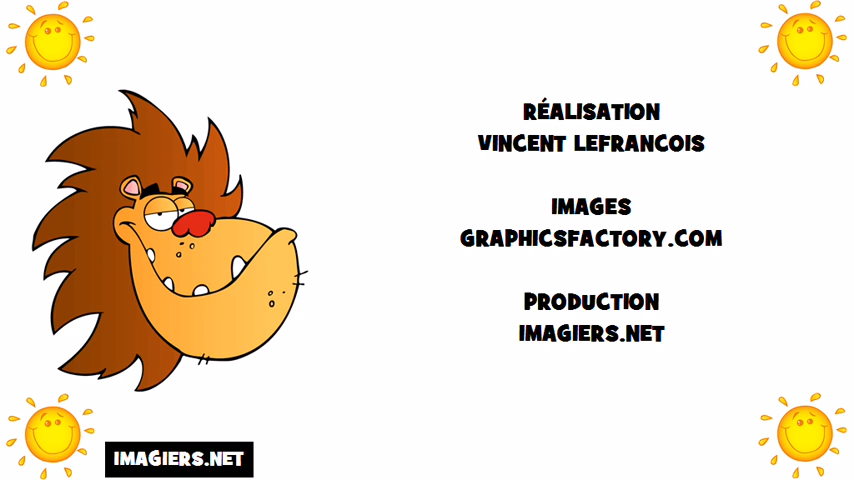 RÉALISATION
VINCENT LEFRANCOIS
IMAGES
GRAPHICSFACTORY.COM
PRODUCTION
IMAGIERS.NET
IMAGIERS.NET